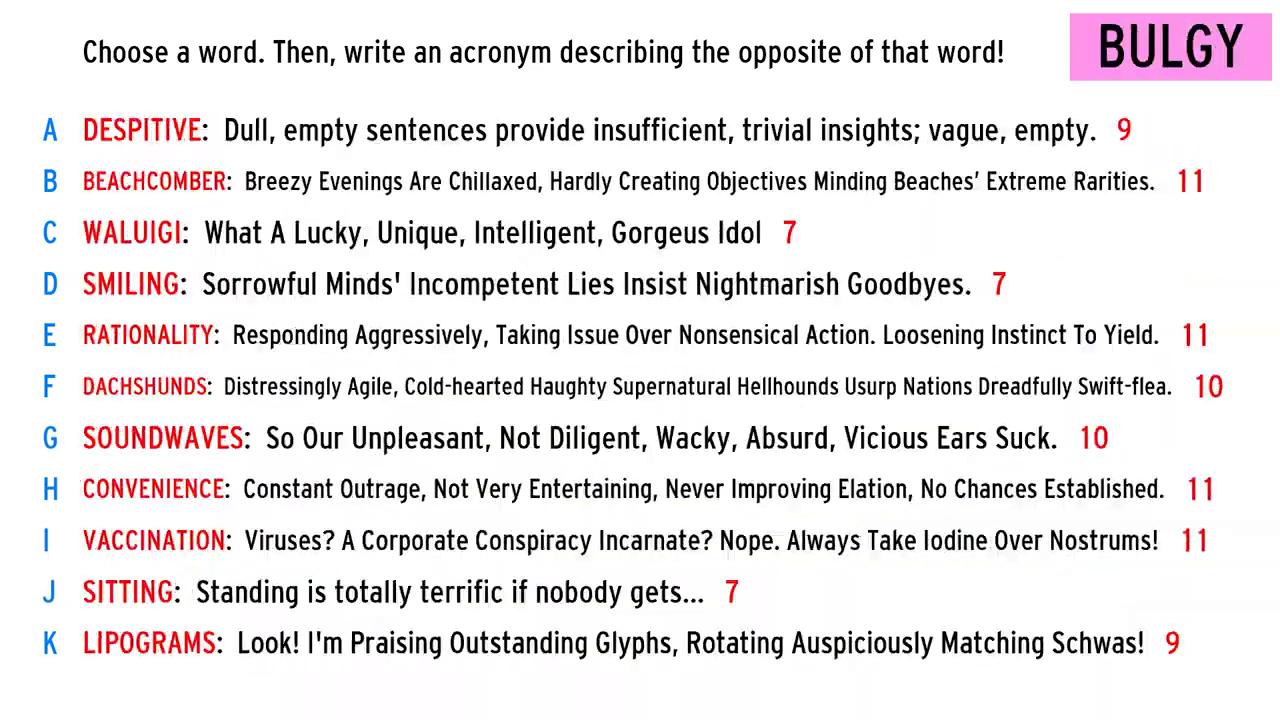 Choose a word. Then, write an acronym describing the opposite of that word!
BULGY
A DESPITIVE: Dull, empty sentences provide insufficient, trivial insights; vague, empty. 9
B BEACHCOMBER: Breezy Evenings Are Chillaxed, Hardly Creating Objectives Minding Beaches' Extreme Rarities. 11
C WALUIGI: What A Lucky, Unique, Intelligent, Gorgeus Idol 7
D SMILING: Sorrowful Minds' Incompetent Lies Insist Nightmarish Goodbyes. 7
E RATIONALITY: Responding Aggressively, Taking Issue Over Nonsensical Action. Loosening Instinct To Yield. 11
F DACHSHUNDS: Distressingly Agile, Cold-hearted Haughty Supernatural Hellhounds Usurp Nations Dreadfully Swift-flea. 10
G SOUNDWAVES: So Our Unpleasant, Not Diligent, Wacky, Absurd, Vicious Ears Suck. 10
H CONVENIENCE: Constant Outrage, Not Very Entertaining, Never Improving Elation, No Chances Established. 11
I VACCINATION: Viruses? A Corporate Conspiracy Incarnate? Nope. Always Take Iodine Over Nostrums! 11
J SITTING: Standing is totally terrific if nobody gets... 7
K LIPOGRAMS: Look! I'm Praising Outstanding Glyphs, Rotating Auspiciously Matching Schwas! 9